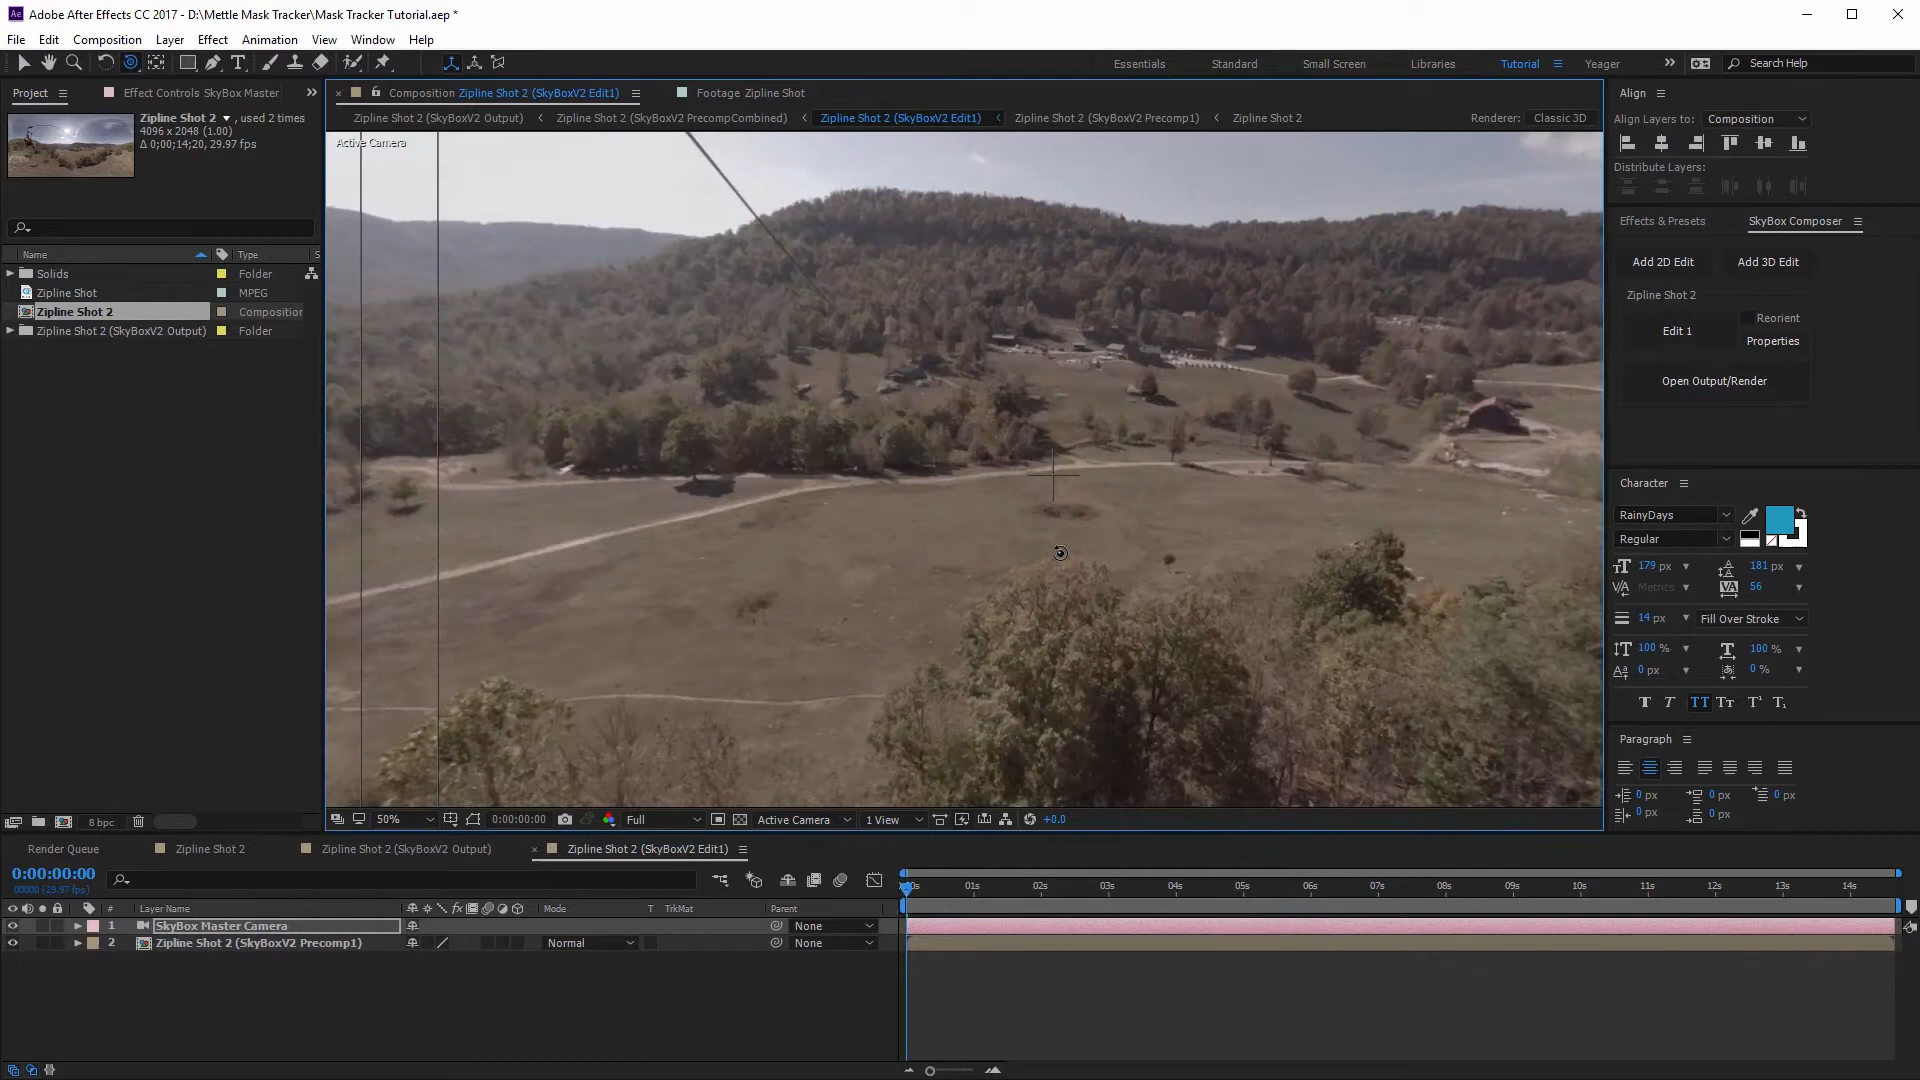 Adobe After Effects CC 2017 - D:\Mettle Mask Tracker\Mask Tracker Tutorial.aep *
File Edit Composition Layer Effect Animation View Window Help
Essentials Standard Small Screen Libraries Tutorial Yeager Search Help
Project Effect Controls SkyBox Master
Zipline Shot 2 , used 2 times
4096 x 2048 (1.00)
Δ 0;00;14;20, 29.97 fps
Name Type S
Solids Folder
Zipline Shot MPEG
Zipline Shot 2 Composition
Zipline Shot 2 (SkyBoxV2 Output) Folder
8 bpc
Composition Zipline Shot 2 (SkyBoxV2 Edit1) Footage Zipline Shot
Zipline Shot 2 (SkyBoxV2 Output) Zipline Shot 2 (SkyBoxV2 PrecompCombined) Zipline Shot 2 (SkyBoxV2 Edit1) Zipline Shot 2 (SkyBoxV2 Precomp1) Zipline Shot 2 Renderer: Classic 3D
Active Camera
50% 0:00:00:00 Full Active Camera 1 View +0.0
Align
Align Layers to: Composition
Distribute Layers:
Effects & Presets SkyBox Composer
Add 2D Edit Add 3D Edit
Zipline Shot 2
Edit 1 Reorient
Properties
Open Output/Render
Character
RainyDays
Regular
179 px 181 px
Metrics 56
14 px Fill Over Stroke
100 % 100 %
0 px 0 %
T T TT Tt T¹ T₁
Paragraph
0 px 0 px 0 px
0 px 0 px
Render Queue Zipline Shot 2 Zipline Shot 2 (SkyBoxV2 Output) Zipline Shot 2 (SkyBoxV2 Edit1)
0:00:00:00
00000 (29.97 fps)
01s 02s 03s 04s 05s 06s 07s 08s 09s 10s 11s 12s 13s 14s
# Layer Name Mode T TrkMat Parent
1 SkyBox Master Camera None
2 Zipline Shot 2 (SkyBoxV2 Precomp1) Normal None